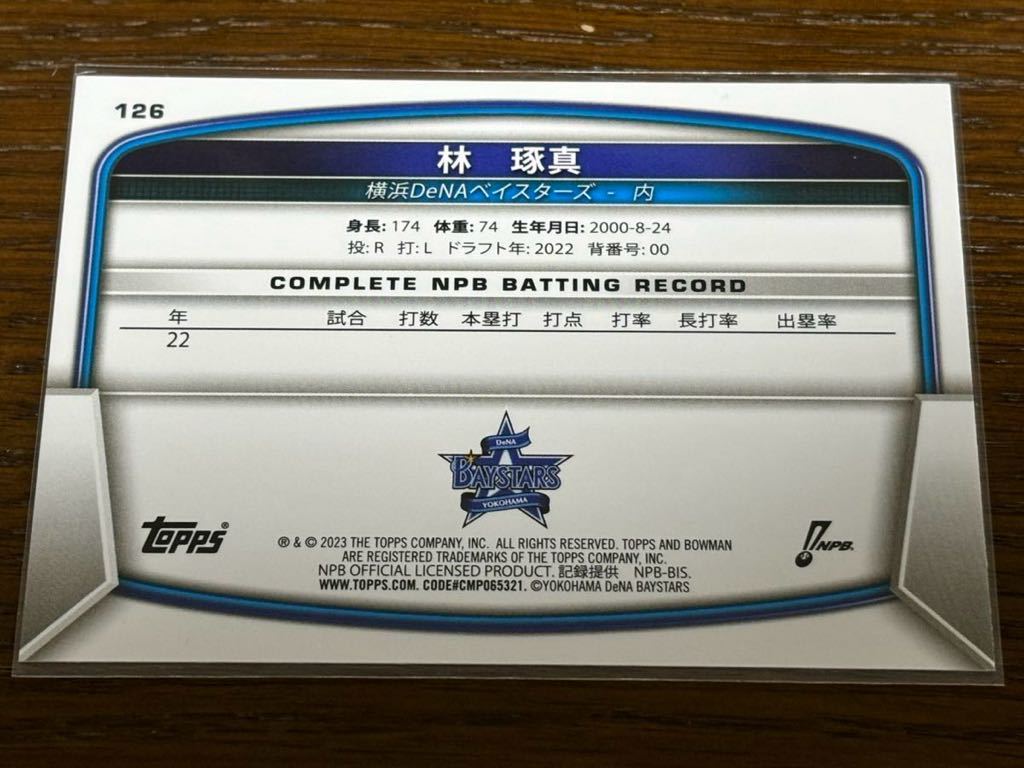 126
林 琢真
横浜DeNAベイスターズ - 内
身長: 174 体重: 74 生年月日: 2000-8-24
投: R 打: L ドラフト年: 2022 背番号: 00
COMPLETE NPB BATTING RECORD
年 試合 打数 本塁打 打点 打率 長打率 出塁率
22
DeNA
BAYSTARS
YOKOHAMA
topps®
® & © 2023 THE TOPPS COMPANY, INC. ALL RIGHTS RESERVED. TOPPS AND BOWMAN
ARE REGISTERED TRADEMARKS OF THE TOPPS COMPANY, INC.
NPB OFFICIAL LICENSED PRODUCT. 記録提供 NPB-BIS.
WWW.TOPPS.COM. CODE#CMP065321. ©YOKOHAMA DeNA BAYSTARS
NPB.